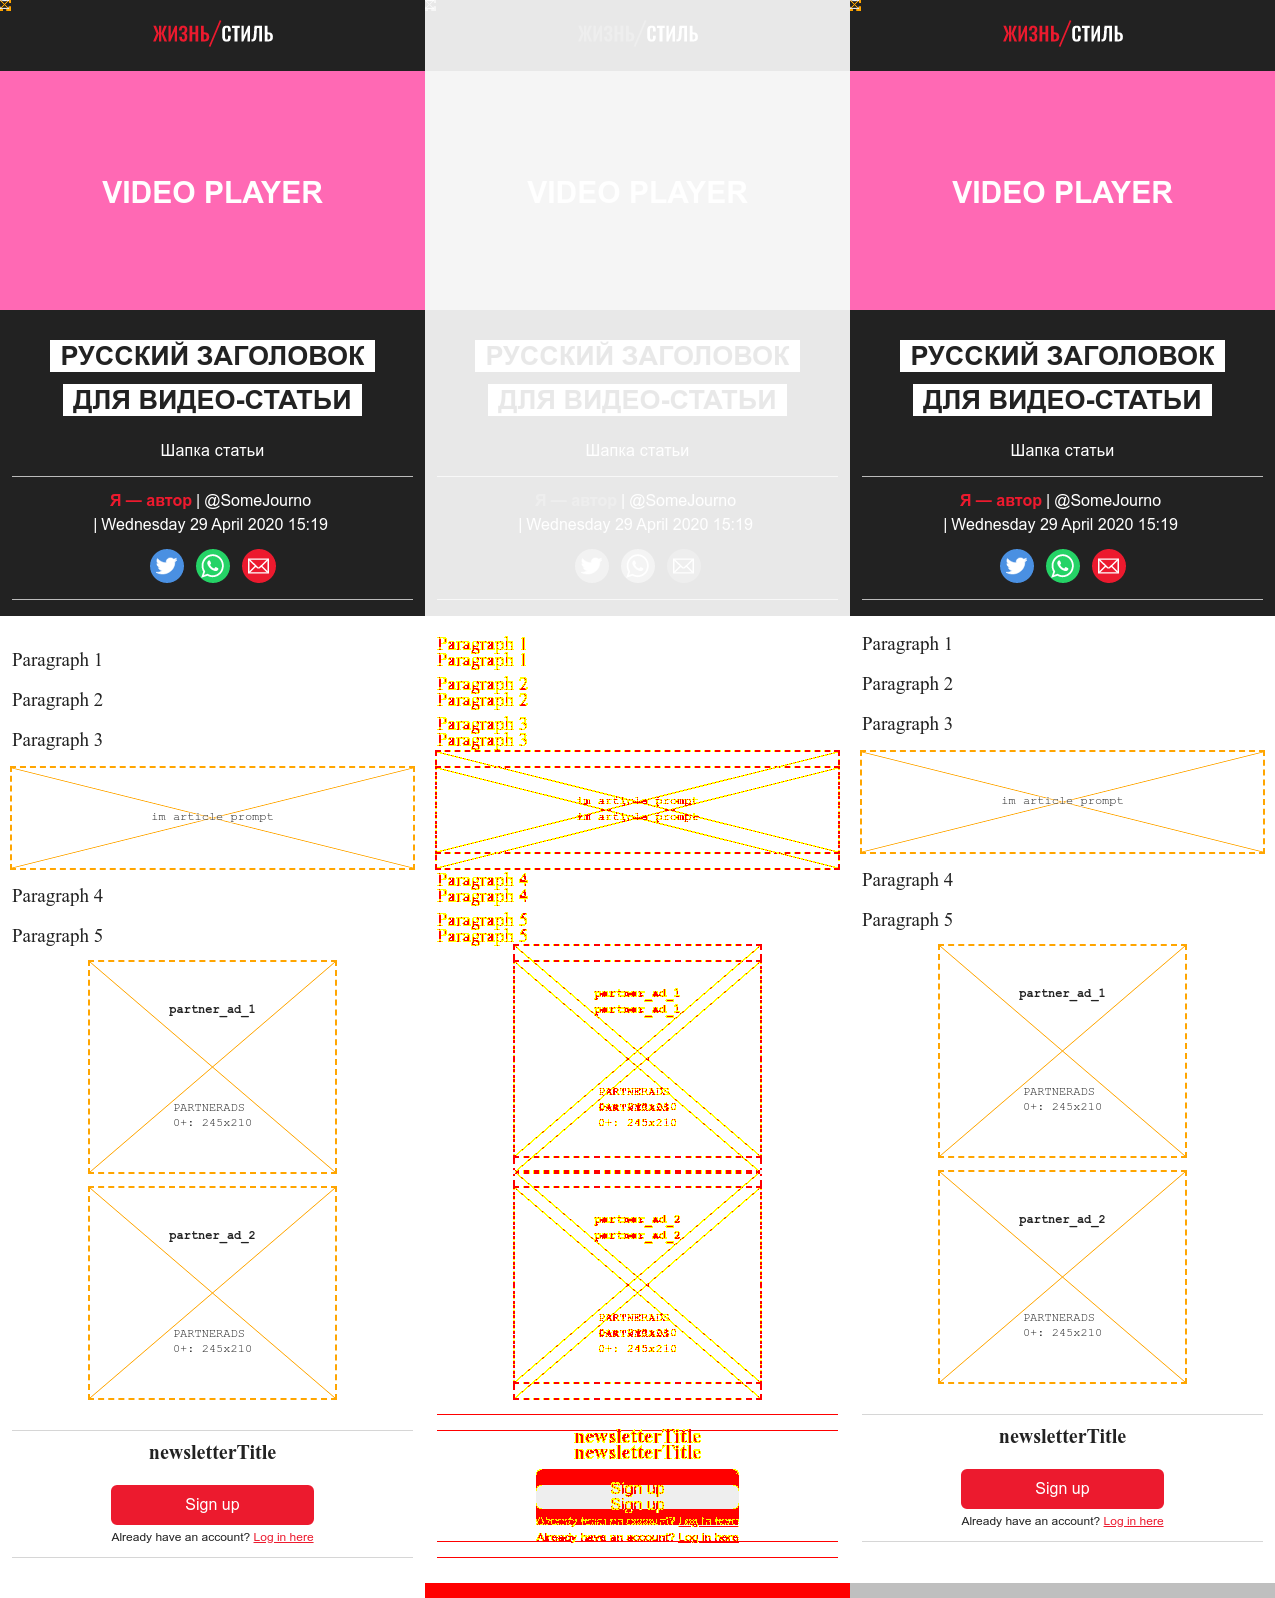 ЖИЗНЬ/СТИЛЬ
VIDEO PLAYER
РУССКИЙ ЗАГОЛОВОК
ДЛЯ ВИДЕО-СТАТЬИ
Шапка статьи
Я — автор | @SomeJourno
| Wednesday 29 April 2020 15:19
Paragraph 1
Paragraph 2
Paragraph 3
im article prompt
Paragraph 4
Paragraph 5
partner_ad_1
PARTNERADS
0+: 245x210
partner_ad_2
PARTNERADS
0+: 245x210
newsletterTitle
Sign up
Already have an account? Log in here
ЖИЗНЬ/СТИЛЬ
VIDEO PLAYER
РУССКИЙ ЗАГОЛОВОК
ДЛЯ ВИДЕО-СТАТЬИ
Шапка статьи
Я — автор | @SomeJourno
| Wednesday 29 April 2020 15:19
Paragraph 1
Paragraph 1
Paragraph 2
Paragraph 2
Paragraph 3
Paragraph 3
im article prompt
im article prompt
Paragraph 4
Paragraph 4
Paragraph 5
Paragraph 5
partner_ad_1
partner_ad_1
PARTNERADS
PARTNERADS
0+: 245x210
partner_ad_2
partner_ad_2
PARTNERADS
PARTNERADS
0+: 245x210
newsletterTitle
newsletterTitle
Sign up
Sign up
Already have an account? Log in here
Already have an account? Log in here
ЖИЗНЬ/СТИЛЬ
VIDEO PLAYER
РУССКИЙ ЗАГОЛОВОК
ДЛЯ ВИДЕО-СТАТЬИ
Шапка статьи
Я — автор | @SomeJourno
| Wednesday 29 April 2020 15:19
Paragraph 1
Paragraph 2
Paragraph 3
im article prompt
Paragraph 4
Paragraph 5
partner_ad_1
PARTNERADS
0+: 245x210
partner_ad_2
PARTNERADS
0+: 245x210
newsletterTitle
Sign up
Already have an account? Log in here